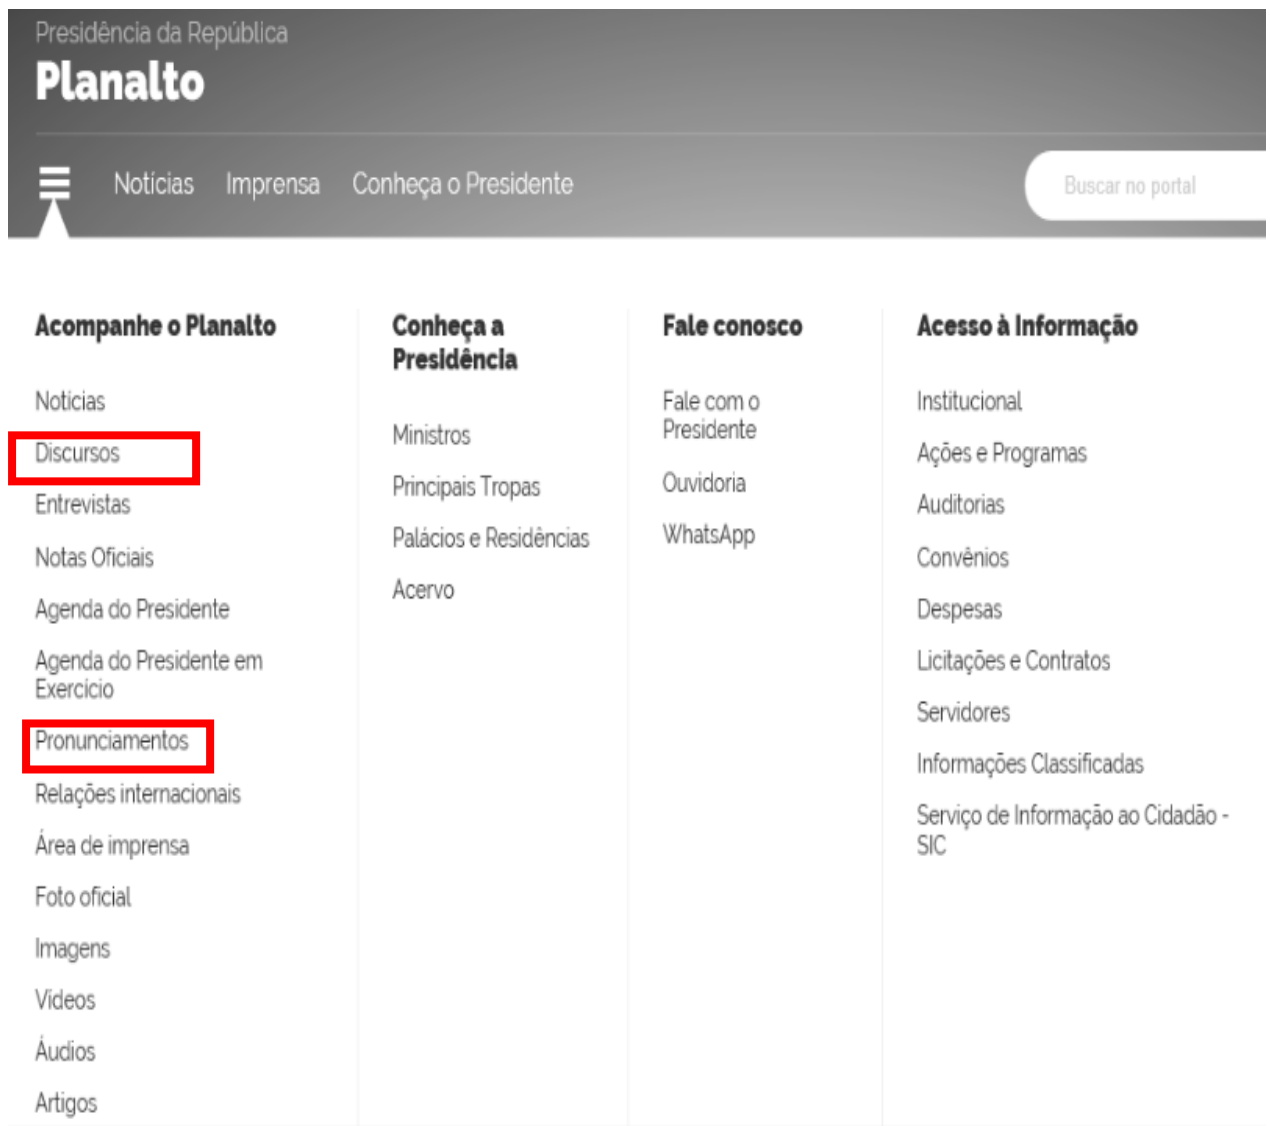 Presidência da República
Planalto
Notícias Imprensa Conheça o Presidente
Buscar no portal
Acompanhe o Planalto
Notícias
Discursos
Entrevistas
Notas Oficiais
Agenda do Presidente
Agenda do Presidente em
Exercício
Pronunciamentos
Relações internacionais
Área de imprensa
Foto oficial
Imagens
Vídeos
Áudios
Artigos
Conheça a
Presidência
Ministros
Principais Tropas
Palácios e Residências
Acervo
Fale conosco
Fale com o
Presidente
Ouvidoria
WhatsApp
Acesso à Informação
Institucional
Ações e Programas
Auditorias
Convênios
Despesas
Licitações e Contratos
Servidores
Informações Classificadas
Serviço de Informação ao Cidadão -
SIC